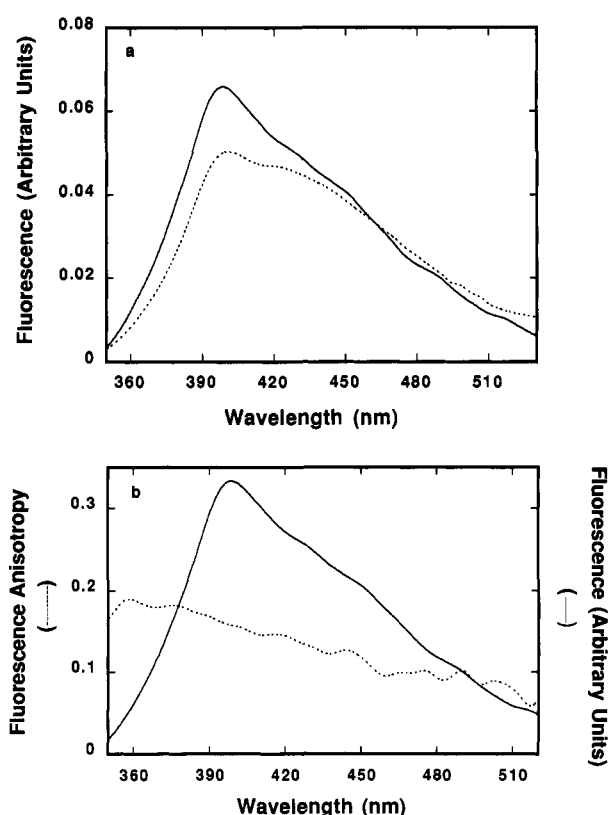 a
Fluorescence (Arbitrary Units)
0.08
0.06
0.04
0.02
0
360 390 420 450 480 510
Wavelength (nm)
b
Fluorescence Anisotropy
(........)
0.3
0.2
0.1
0
Fluorescence (Arbitrary Units)
(—)
360 390 420 450 480 510
Wavelength (nm)